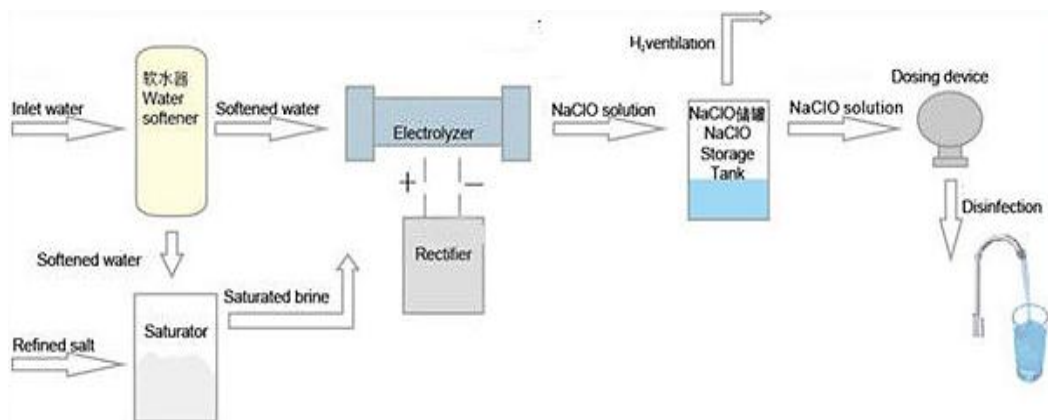 H₂ventilation
软水器
Water
softener
Inlet water
Softened water
Electrolyzer
NaClO solution
NaClO储罐
NaClO
Storage
Tank
NaClO solution
Dosing device
+
—
Rectifier
Disinfection
Softened water
Saturated brine
Saturator
Refined salt